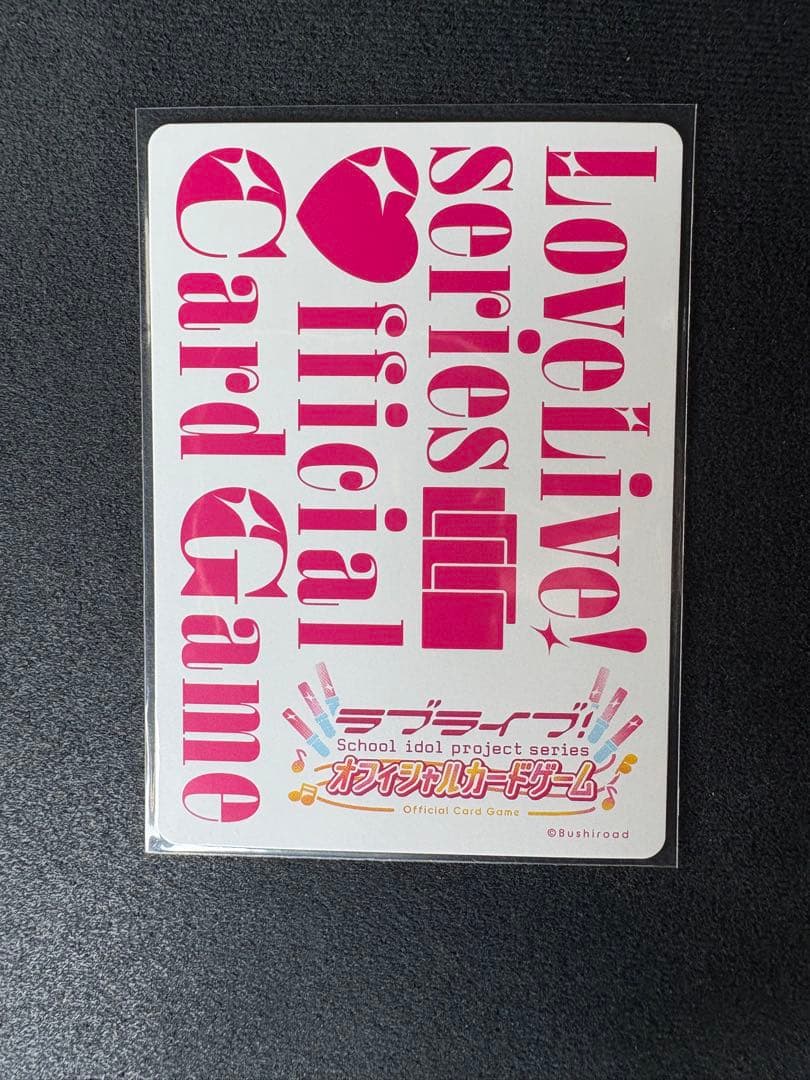 LoveLive!
series
fficial
Card Game
ラブライブ!
School idol project series
オフィシャルカードゲーム
Official Card Game
©Bushiroad